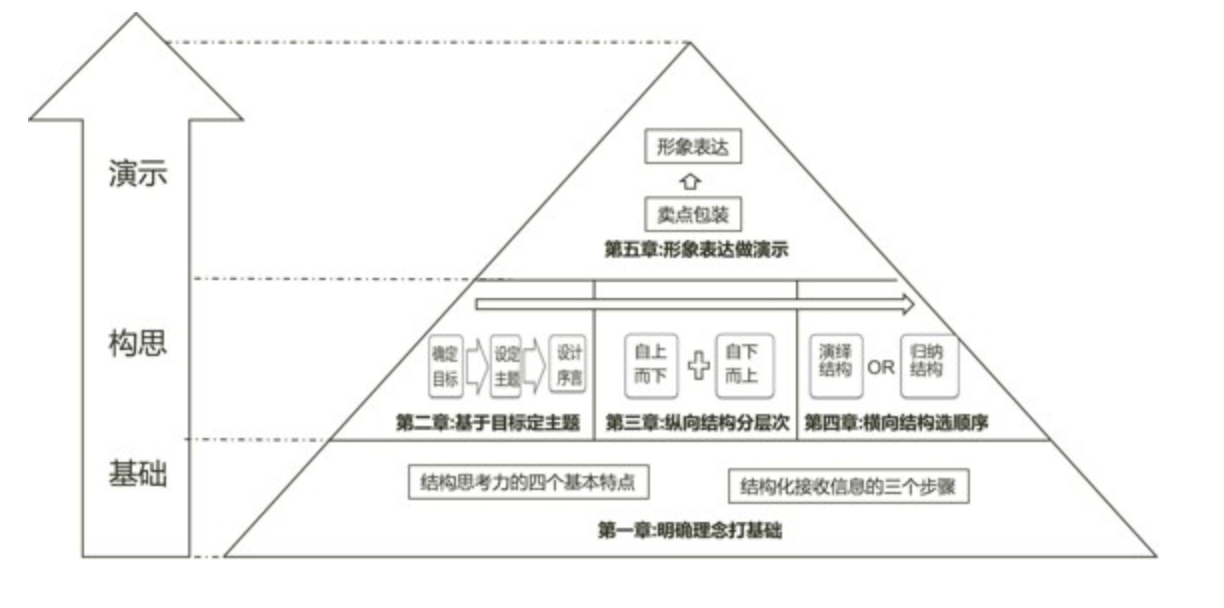 演示
形象表达
卖点包装
第五章:形象表达做演示
构思
确定
目标
设定
主题
设计
序言
第二章:基于目标定主题
自上
而下
自下
而上
第三章:纵向结构分层次
演绎
结构
OR
归纳
结构
第四章:横向结构选顺序
基础
结构思考力的四个基本特点
结构化接收信息的三个步骤
第一章:明确理念打基础